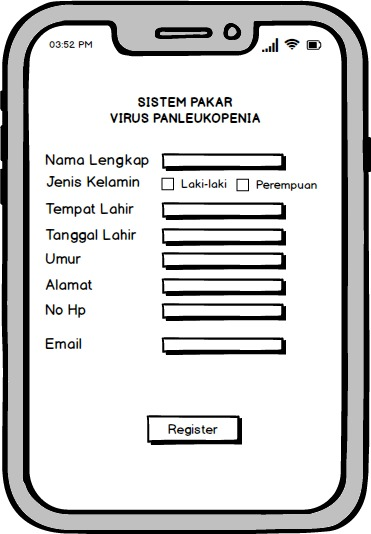 03:52 PM
SISTEM PAKAR
VIRUS PANLEUKOPENIA
Nama Lengkap
Jenis Kelamin Laki-laki Perempuan
Tempat Lahir
Tanggal Lahir
Umur
Alamat
No Hp
Email
Register